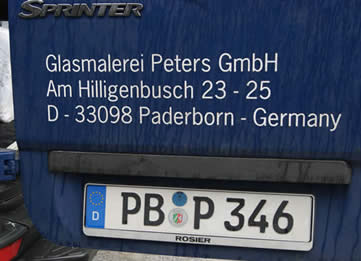 SPRINTER
Glasmalerei Peters GmbH
Am Hilligenbusch 23 - 25
D - 33098 Paderborn - Germany
D PB P 346
ROSIER